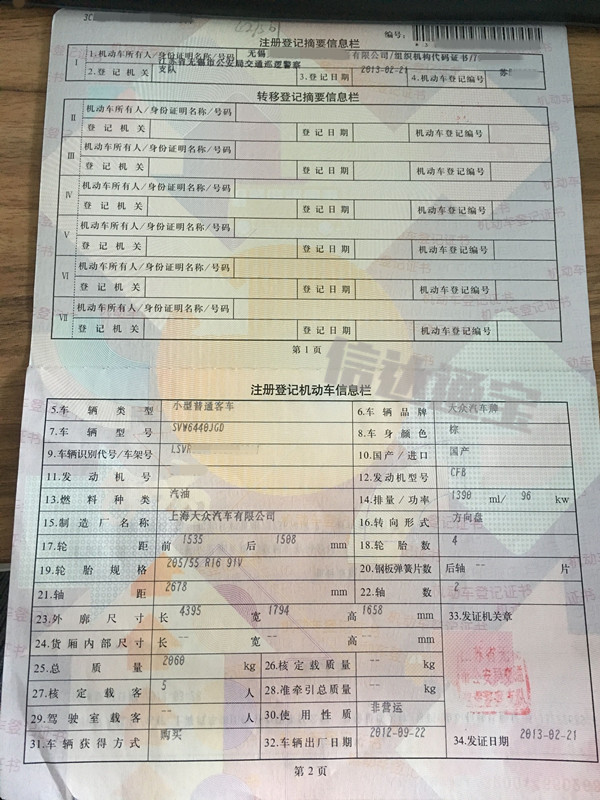 编号:
注册登记摘要信息栏
Ⅰ 1.机动车所有人/身份证明名称/号码 无锡 有限公司/组织机构代码证书/
2.登记机关 江苏省无锡市公安局交通巡逻警察支队 3.登记日期 2013-02-21 4.机动车登记编号 苏
转移登记摘要信息栏
Ⅱ 机动车所有人/身份证明名称/号码
登记机关 登记日期 机动车登记编号
Ⅲ 机动车所有人/身份证明名称/号码
登记机关 登记日期 机动车登记编号
Ⅳ 机动车所有人/身份证明名称/号码
登记机关 登记日期 机动车登记编号
Ⅴ 机动车所有人/身份证明名称/号码
登记机关 登记日期 机动车登记编号
Ⅵ 机动车所有人/身份证明名称/号码
登记机关 登记日期 机动车登记编号
Ⅶ 机动车所有人/身份证明名称/号码
登记机关 登记日期 机动车登记编号
第1页
信达通宝
注册登记机动车信息栏
5.车辆类型 小型普通客车 6.车辆品牌 大众汽车牌
7.车辆型号 SVW6440JGD 8.车身颜色 棕
9.车辆识别代号/车架号 LSV 10.国产/进口 国产
11.发动机号 12.发动机型号 CFB
13.燃料种类 汽油 14.排量/功率 1390 ml/ 96 kw
15.制造厂名称 上海大众汽车有限公司 16.转向形式 方向盘
17.轮距 前 1535 后 1508 mm 18.轮胎数 4
19.轮胎规格 205/55 R16 91V 20.钢板弹簧片数 后轴 -- 片
21.轴距 2678 mm 22.轴数 2
23.外廓尺寸 长 4395 宽 1794 高 1658 mm 33.发证机关章
24.货厢内部尺寸 长 -- 宽 -- 高 -- mm
25.总质量 2060 kg 26.核定载质量 -- kg
27.核定载客 5 人 28.准牵引总质量 -- kg
29.驾驶室载客 -- 人 30.使用性质 非营运
31.车辆获得方式 购买 32.车辆出厂日期 2012-09-22 34.发证日期 2013-02-21
第2页